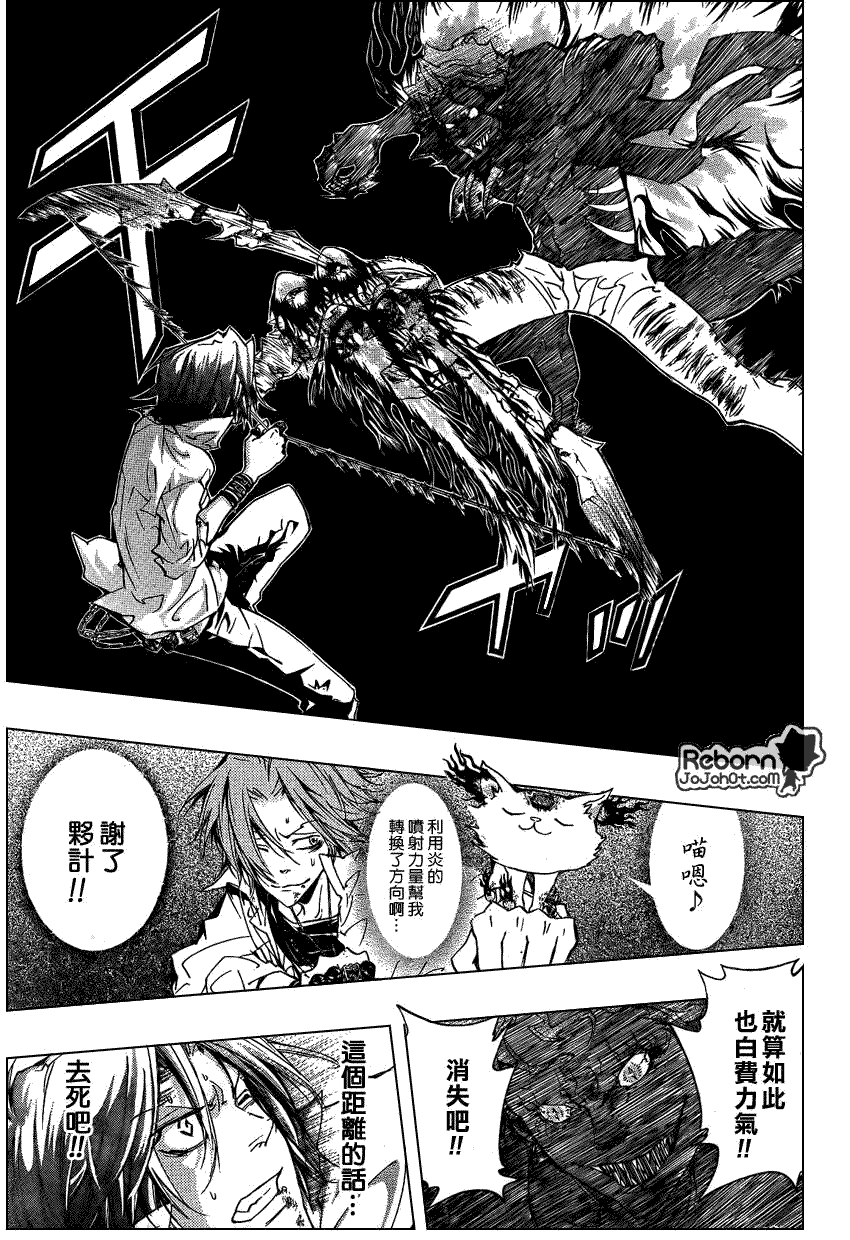 喵嗯♪
利用炎的
噴射力量幫我
轉換了方向啊…
謝了
夥計!!
就算如此
也白費力氣!!
消失吧!!
這個距離的話…
去死吧!!
Reborn
JoJohot.com